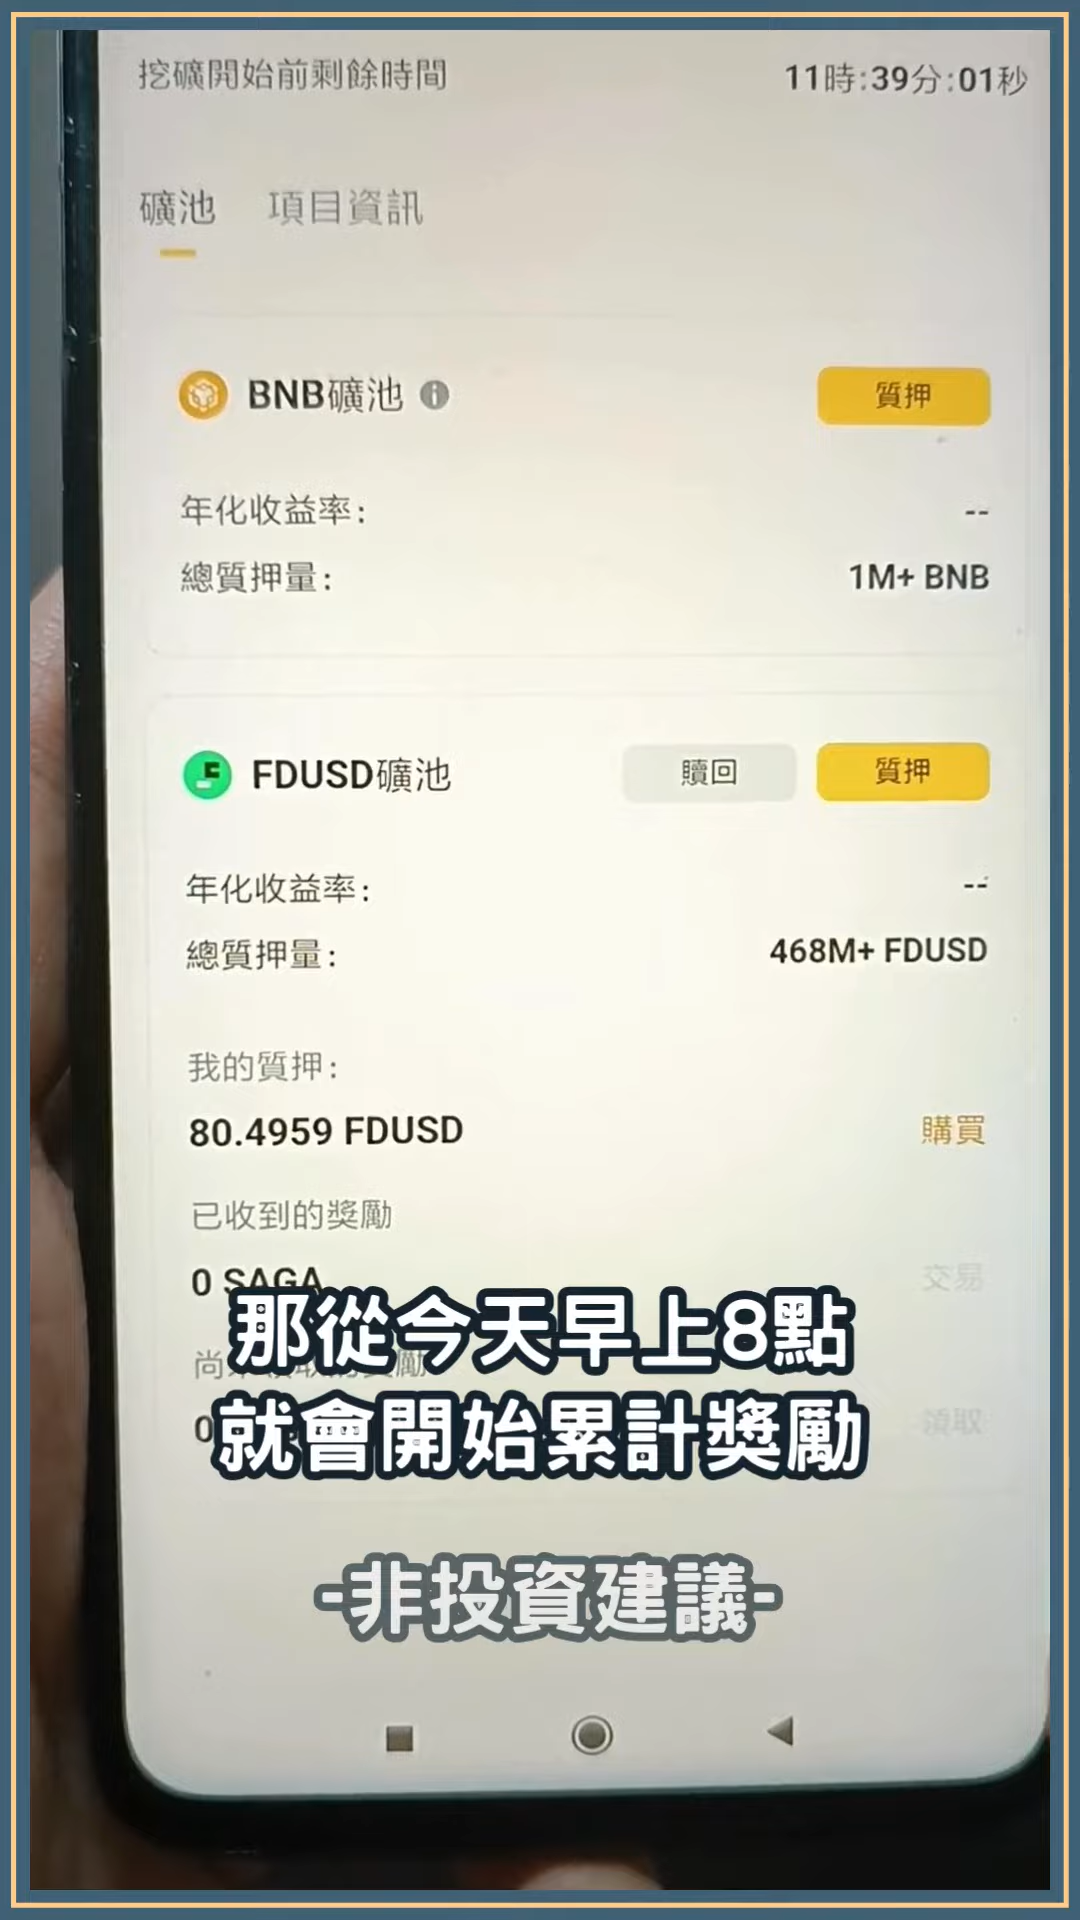 挖礦開始前剩餘時間 11時:39分:01秒
礦池 項目資訊
BNB礦池 質押
年化收益率: --
總質押量: 1M+ BNB
FDUSD礦池 贖回 質押
年化收益率: --
總質押量: 468M+ FDUSD
我的質押:
80.4959 FDUSD 購買
已收到的獎勵
0 SAGA 交易
那從今天早上8點
就會開始累計獎勵
領取
-非投資建議-